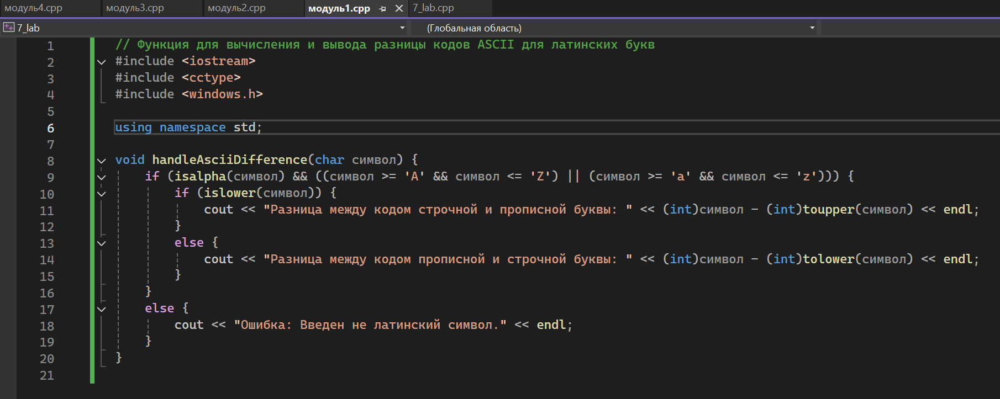 модуль4.cpp модуль3.cpp модуль2.cpp модуль1.cpp 7_lab.cpp
7_lab (Глобальная область)
1 // Функция для вычисления и вывода разницы кодов ASCII для латинских букв
2 #include <iostream>
3 #include <cctype>
4 #include <windows.h>
5
6 using namespace std;
7
8 void handleAsciiDifference(char символ) {
9 if (isalpha(символ) && ((символ >= 'A' && символ <= 'Z') || (символ >= 'a' && символ <= 'z'))) {
10 if (islower(символ)) {
11 cout << "Разница между кодом строчной и прописной буквы: " << (int)символ - (int)toupper(символ) << endl;
12 }
13 else {
14 cout << "Разница между кодом прописной и строчной буквы: " << (int)символ - (int)tolower(символ) << endl;
15 }
16 }
17 else {
18 cout << "Ошибка: Введен не латинский символ." << endl;
19 }
20 }
21